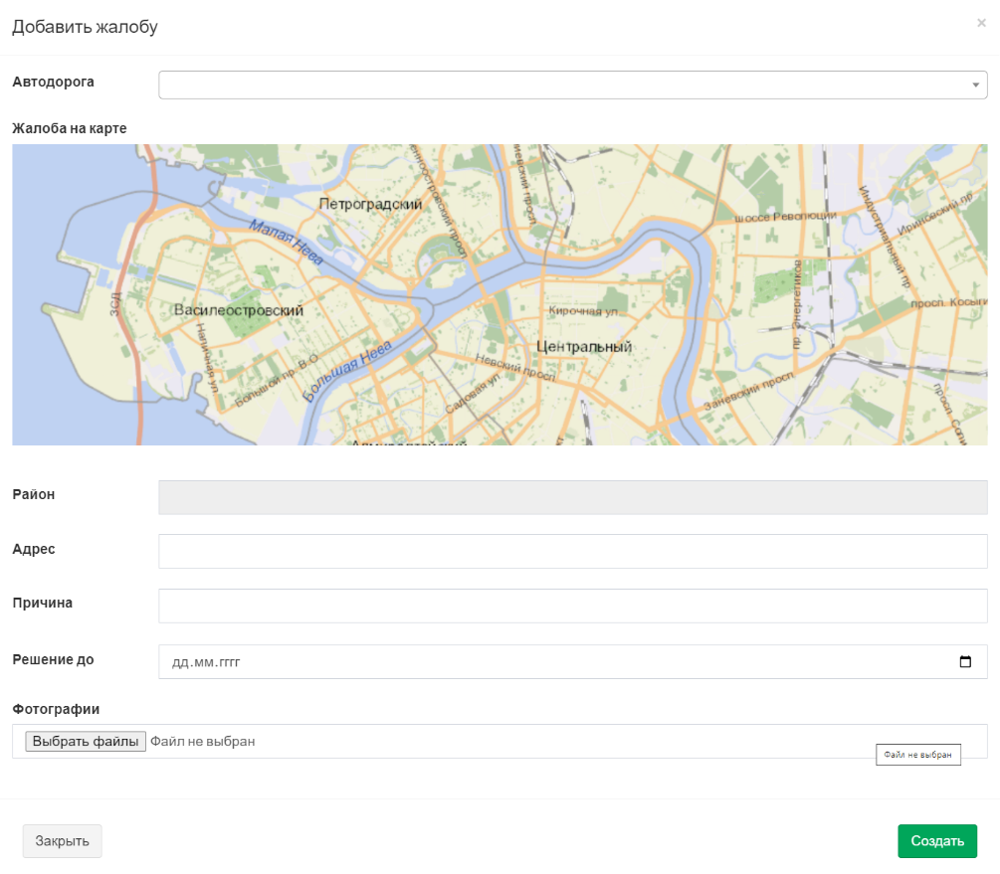 Добавить жалобу
×
Автодорога
Жалоба на карте
Петроградский
Малая Нева
шоссе Революции
Индустриальный пр.
Ириновский пр.
ЗСД
Василеостровский
Кирочная ул.
пр. Энергетиков
просп. Косыги
Наличная ул.
Большой пр. В.О.
Большая Нева
Центральный
Невский просп
Садовая ул.
Заневский просп
Район
Адрес
Причина
Решение до
дд.мм.гггг
Фотографии
Выбрать файлы Файл не выбран
Файл не выбран
Закрыть
Создать